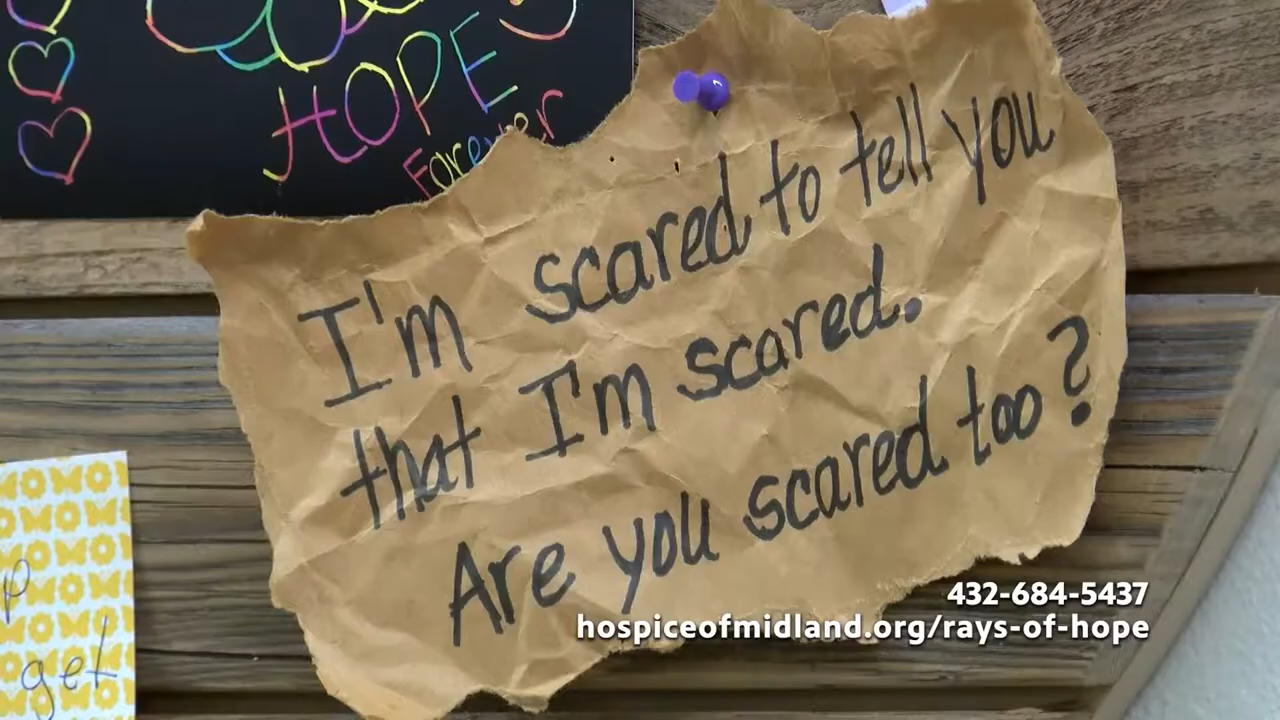 HOPE
Forever
I'm scared to tell you
that I'm scared.
Are you scared too?
get
432-684-5437
hospiceofmidland.org/rays-of-hope